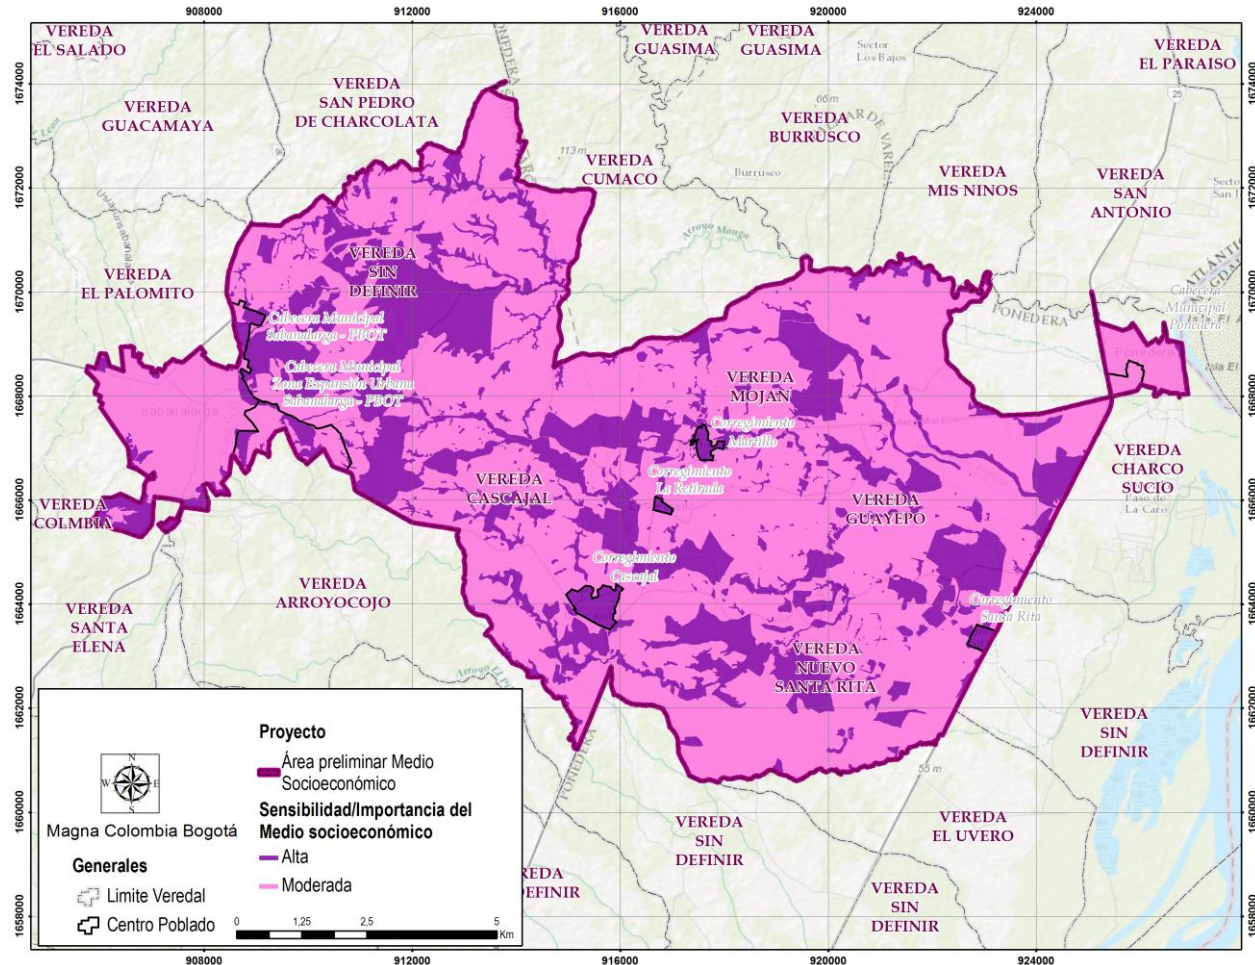 908000
912000
916000
920000
924000
VEREDA
EL SALADO
VEREDA
GUASIMA
VEREDA
GUASIMA
Sector
Los Bajos
VEREDA
EL PARAISO
1674000
1674000
VEREDA
SAN PEDRO
DE CHARCOLATA
VEREDA
GUACAMAYA
25
66 m
VEREDA
BURRUSCO
113 m
VEREDA
CUMACO
Burrusco
VEREDA
MIS NINOS
VEREDA
SAN
ANTONIO
1672000
1672000
Arroyo Mango
VEREDA
SIN
DEFINIR
VEREDA
EL PALOMITO
1670000
1670000
PONEDERA
Cabecera
Municipal
Ponedera
Cabecera Municipal
Sabanalarga - PBOT
Cabecera Municipal
Zona Expansión Urbana
Sabanalarga - PBOT
Ponedera
Isla El
1668000
1668000
Sabanalarga
VEREDA
MOJAN
Corregimiento
Martillo
Corregimiento
La Retirada
VEREDA
CASCAJAL
VEREDA
GUAYEPO
VEREDA
CHARCO
SUCIO
Paso de
La Caro
1666000
1666000
VEREDA
COLMBIA
Corregimiento
Cascajal
VEREDA
ARROYOCOJO
1664000
1664000
Corregimiento
Santa Rita
VEREDA
SANTA
ELENA
VEREDA
NUEVO
SANTA RITA
1662000
1662000
VEREDA
SIN
DEFINIR
PONEDERA
55 m
1660000
1660000
VEREDA
SIN
DEFINIR
VEREDA
EL UVERO
VEREDA
SIN
DEFINIR
1658000
1658000
N
W
E
S
Magna Colombia Bogotá
Generales
Limite Veredal
Centro Poblado
Proyecto
Área preliminar Medio
Socioeconómico
Sensibilidad/Importancia del
Medio socioeconómico
Alta
Moderada
0 1,25 2,5 5
Km
908000
912000
916000
920000
924000